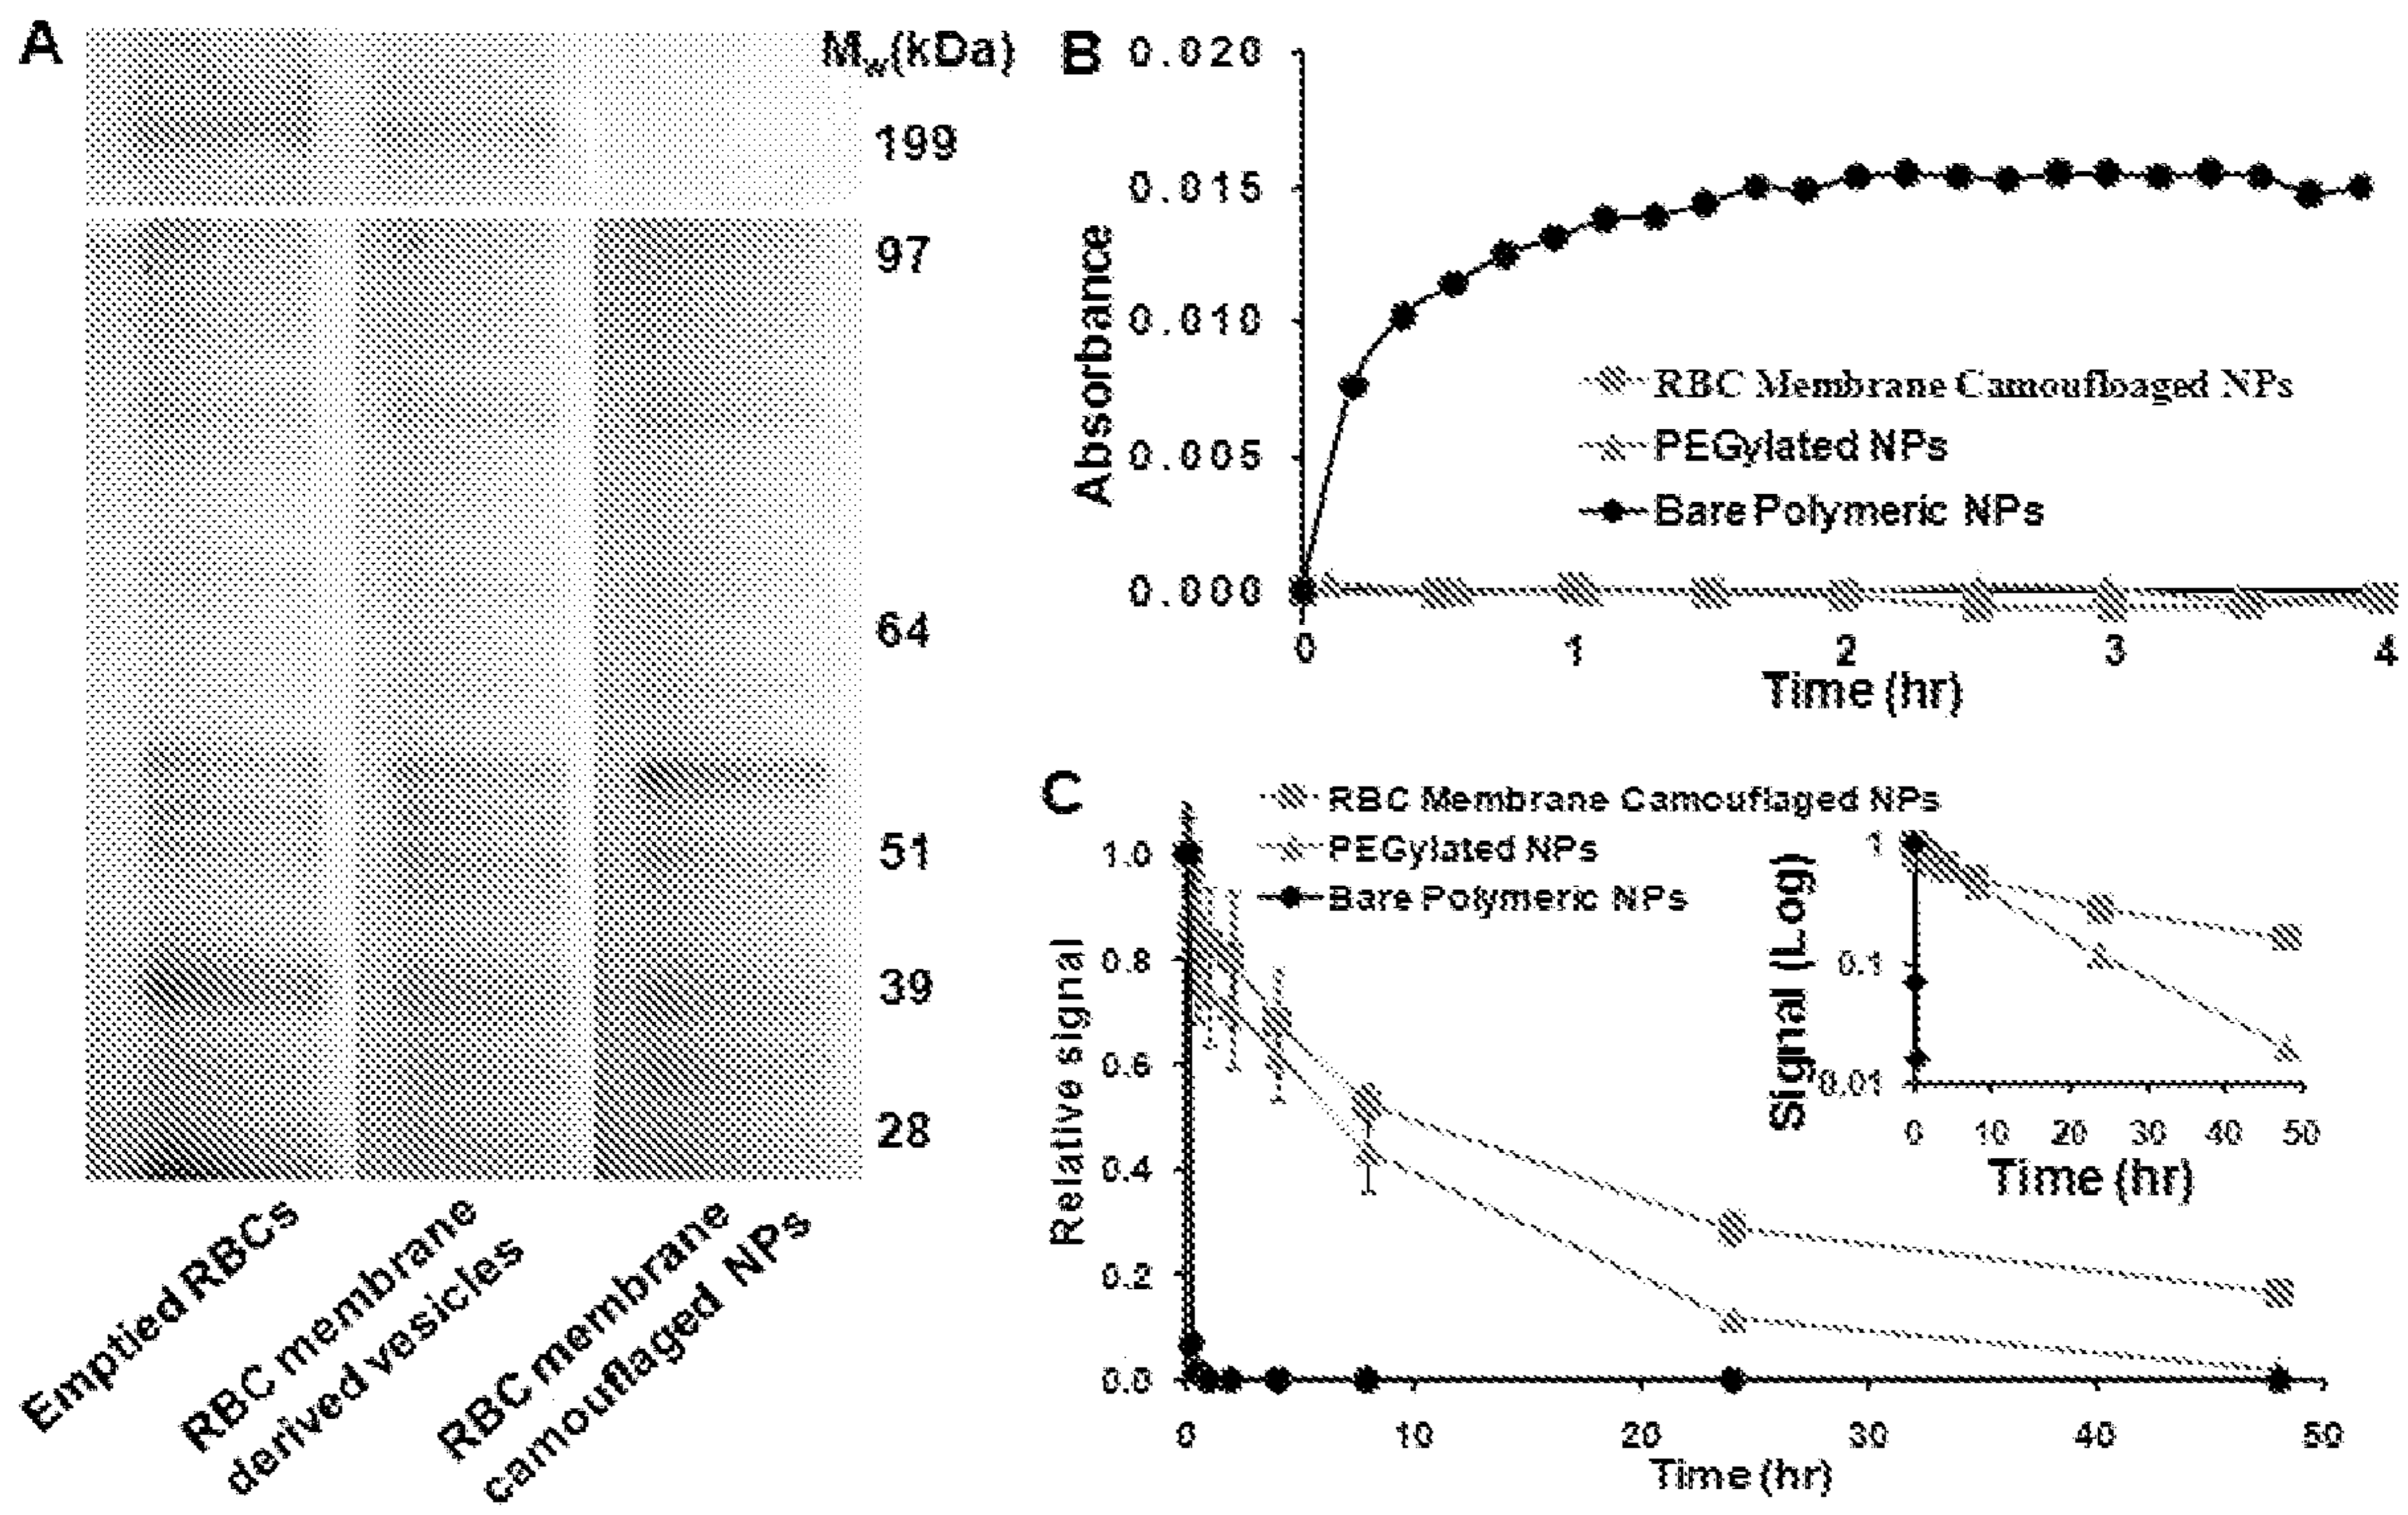 A
Mw(kDa)
199
97
64
51
39
28
Emptied RBCs
RBC membrane
derived vesicles
RBC membrane
camouflaged NPs
B
0.020
0.015
0.010
0.005
0.000
Absorbance
RBC Membrane Camoufloaged NPs
PEGylated NPs
Bare Polymeric NPs
0 1 2 3 4
Time (hr)
C
RBC Membrane Camouflaged NPs
PEGylated NPs
Bare Polymeric NPs
1.0
0.8
0.6
0.4
0.2
0.0
Relative signal
0 10 20 30 40 50
Time (hr)
1
0.1
0.01
Signal (Log)
0 10 20 30 40 50
Time (hr)